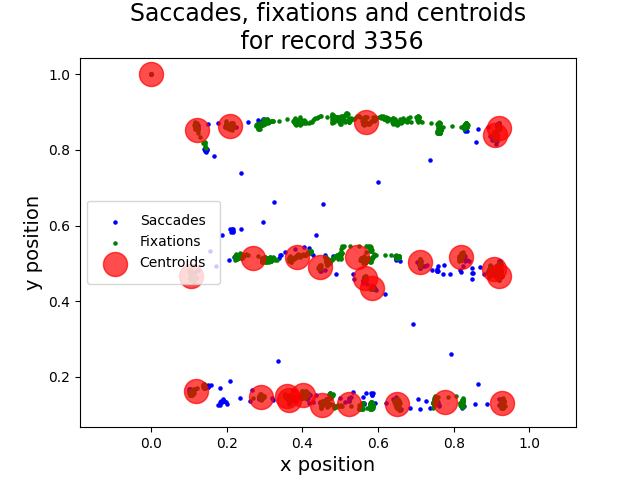 Saccades, fixations and centroids
for record 3356
y position
1.0
0.8
0.6
0.4
0.2
Saccades
Fixations
Centroids
0.0
0.2
0.4
0.6
0.8
1.0
x position